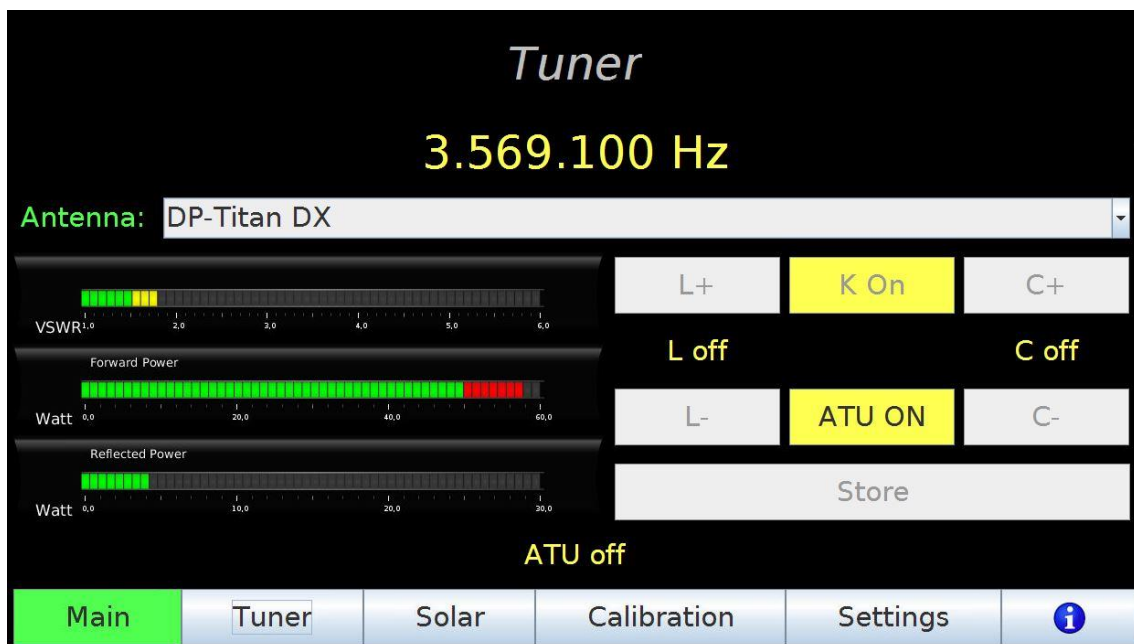 Tuner
3.569.100 Hz
Antenna: DP-Titan DX
VSWR 1,0 2,0 3,0 4,0 5,0 6,0
L+ K On C+
L off C off
Forward Power
Watt 0,0 20,0 40,0 60,0
L- ATU ON C-
Reflected Power
Watt 0,0 10,0 20,0 30,0
Store
ATU off
Main Tuner Solar Calibration Settings i